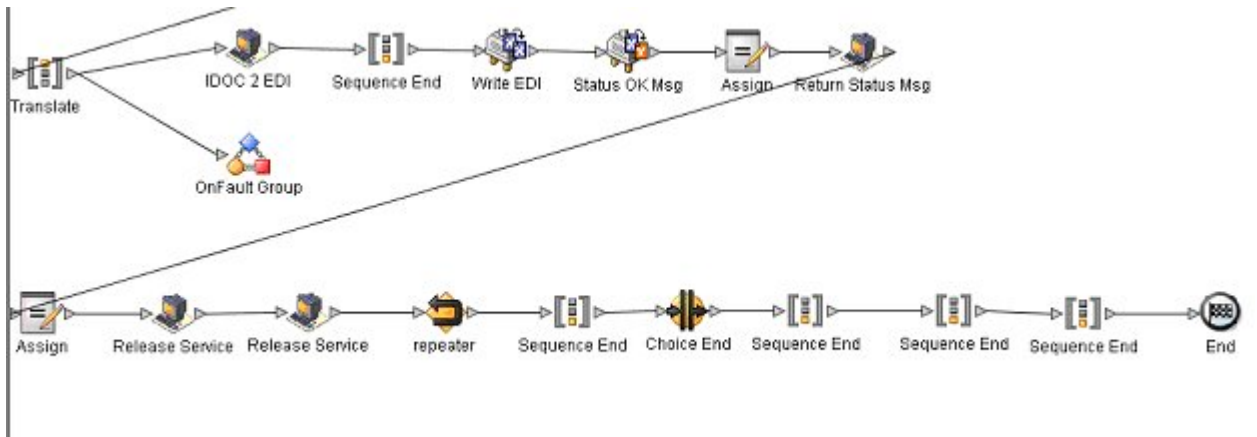 IDOC 2 EDI
Sequence End
Write EDI
Status OK Msg
Assign
Return Status Msg
Translate
OnFault Group
Assign
Release Service
Release Service
repeater
Sequence End
Choice End
Sequence End
Sequence End
Sequence End
End